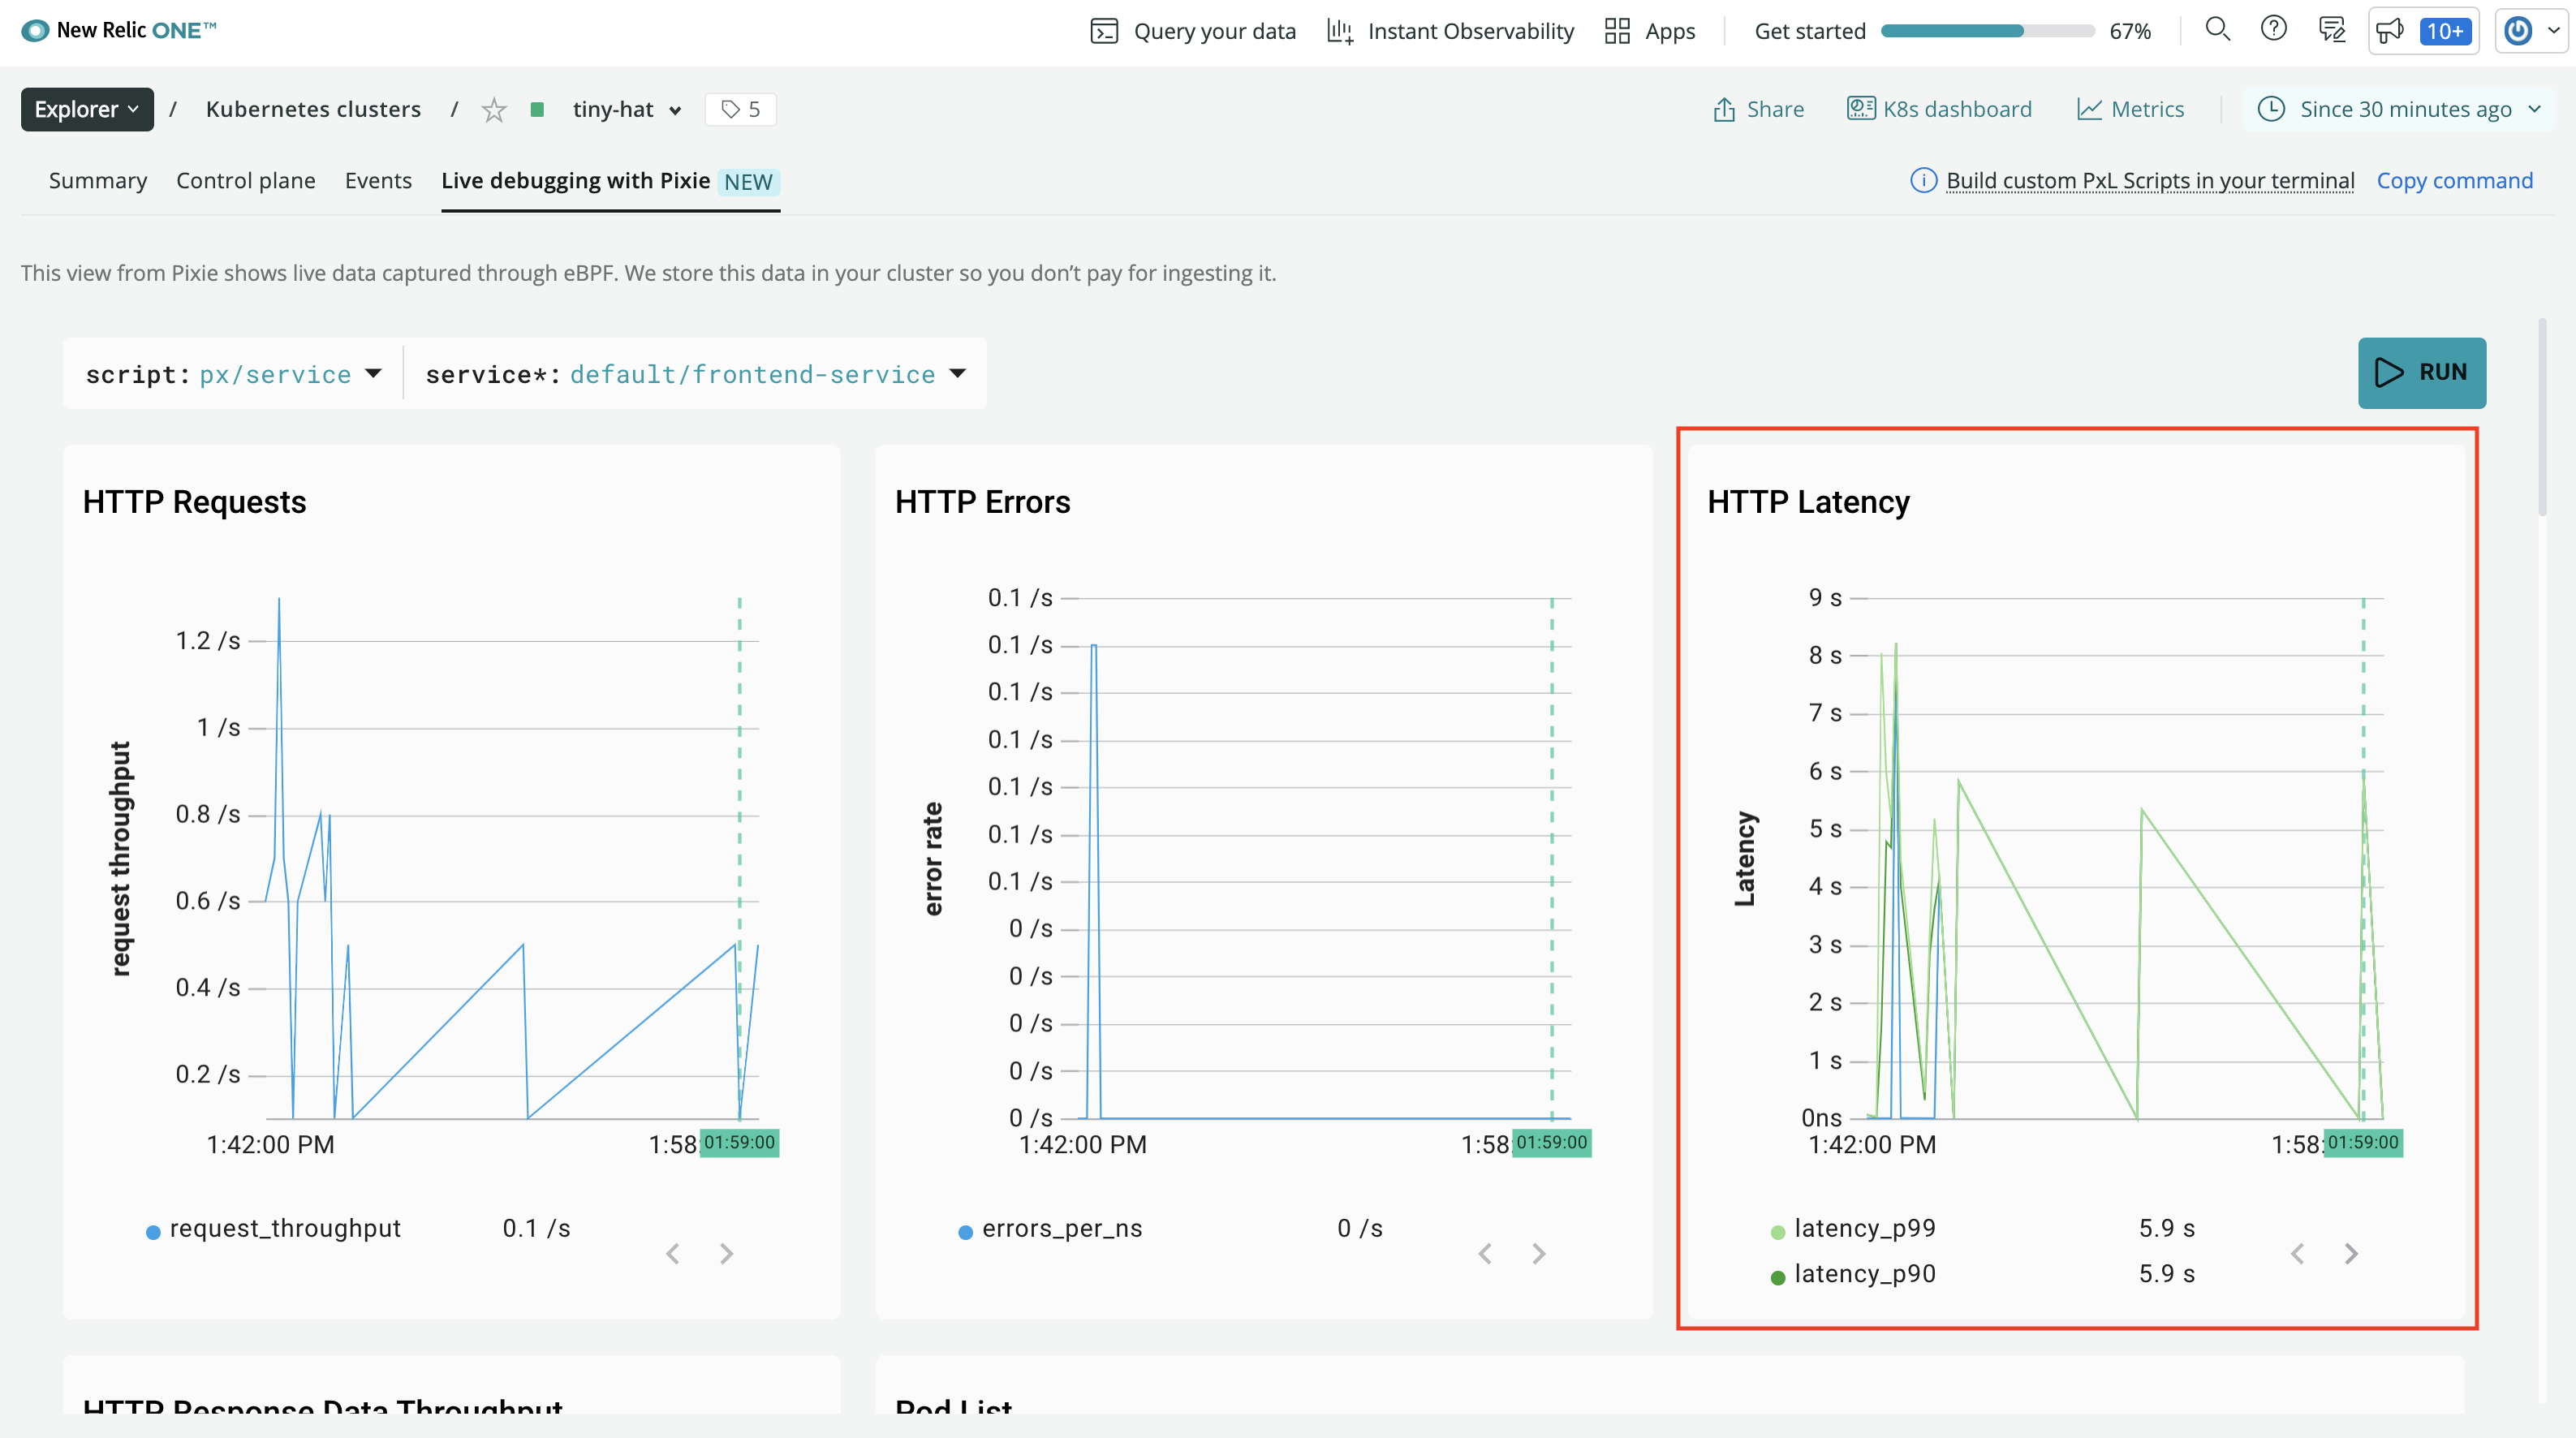 New Relic ONE™
Query your data
Instant Observability
Apps
Get started
67%
10+
Explorer / Kubernetes clusters / tiny-hat
5
Share
K8s dashboard
Metrics
Since 30 minutes ago
Summary
Control plane
Events
Live debugging with Pixie NEW
Build custom PxL Scripts in your terminal
Copy command
This view from Pixie shows live data captured through eBPF. We store this data in your cluster so you don't pay for ingesting it.
script: px/service
service*: default/frontend-service
RUN
HTTP Requests
request throughput
1.2 /s
1 /s
0.8 /s
0.6 /s
0.4 /s
0.2 /s
1:42:00 PM
1:58:
01:59:00
request_throughput 0.1 /s
HTTP Errors
error rate
0.1 /s
0.1 /s
0.1 /s
0.1 /s
0.1 /s
0.1 /s
0.1 /s
0 /s
0 /s
0 /s
0 /s
0 /s
1:42:00 PM
1:58:
01:59:00
errors_per_ns 0 /s
HTTP Latency
Latency
9 s
8 s
7 s
6 s
5 s
4 s
3 s
2 s
1 s
0ns
1:42:00 PM
1:58:
01:59:00
latency_p99 5.9 s
latency_p90 5.9 s
HTTP Response Data Throughput
Pod List